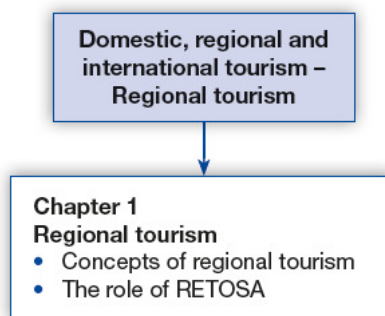 Domestic, regional and
international tourism –
Regional tourism
Chapter 1
Regional tourism
• Concepts of regional tourism
• The role of RETOSA